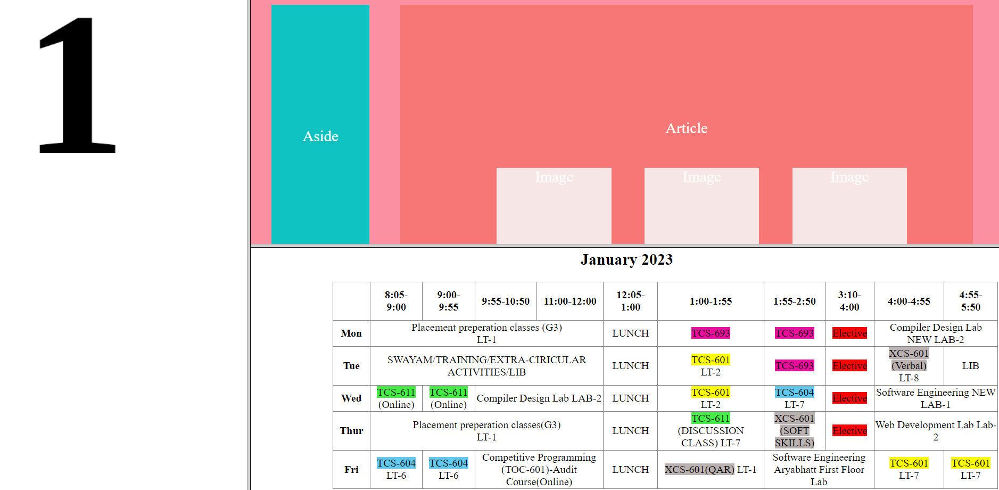 1
Aside
Article
Image Image Image
January 2023
8:05-9:00 9:00-9:55 9:55-10:50 11:00-12:00 12:05-1:00 1:00-1:55 1:55-2:50 3:10-4:00 4:00-4:55 4:55-5:50
Mon
Placement preperation classes (G3)
LT-1
LUNCH
TCS-693
TCS-693
Elective
Compiler Design Lab
NEW LAB-2
Tue
SWAYAM/TRAINING/EXTRA-CIRICULAR
ACTIVITIES/LIB
LUNCH
TCS-601
LT-2
TCS-693
Elective
XCS-601
(Verbal)
LT-8
LIB
Wed
TCS-611
(Online)
TCS-611
(Online)
Compiler Design Lab LAB-2
LUNCH
TCS-601
LT-2
TCS-604
LT-7
Elective
Software Engineering NEW
LAB-1
Thur
Placement preperation classes(G3)
LT-1
LUNCH
TCS-611
(DISCUSSION
CLASS) LT-7
XCS-601
(SOFT
SKILLS)
Elective
Web Development Lab Lab-
2
Fri
TCS-604
LT-6
TCS-604
LT-6
Competitive Programming
(TOC-601)-Audit
Course(Online)
LUNCH
XCS-601(QAR) LT-1
Software Engineering
Aryabhatt First Floor
Lab
TCS-601
LT-7
TCS-601
LT-7